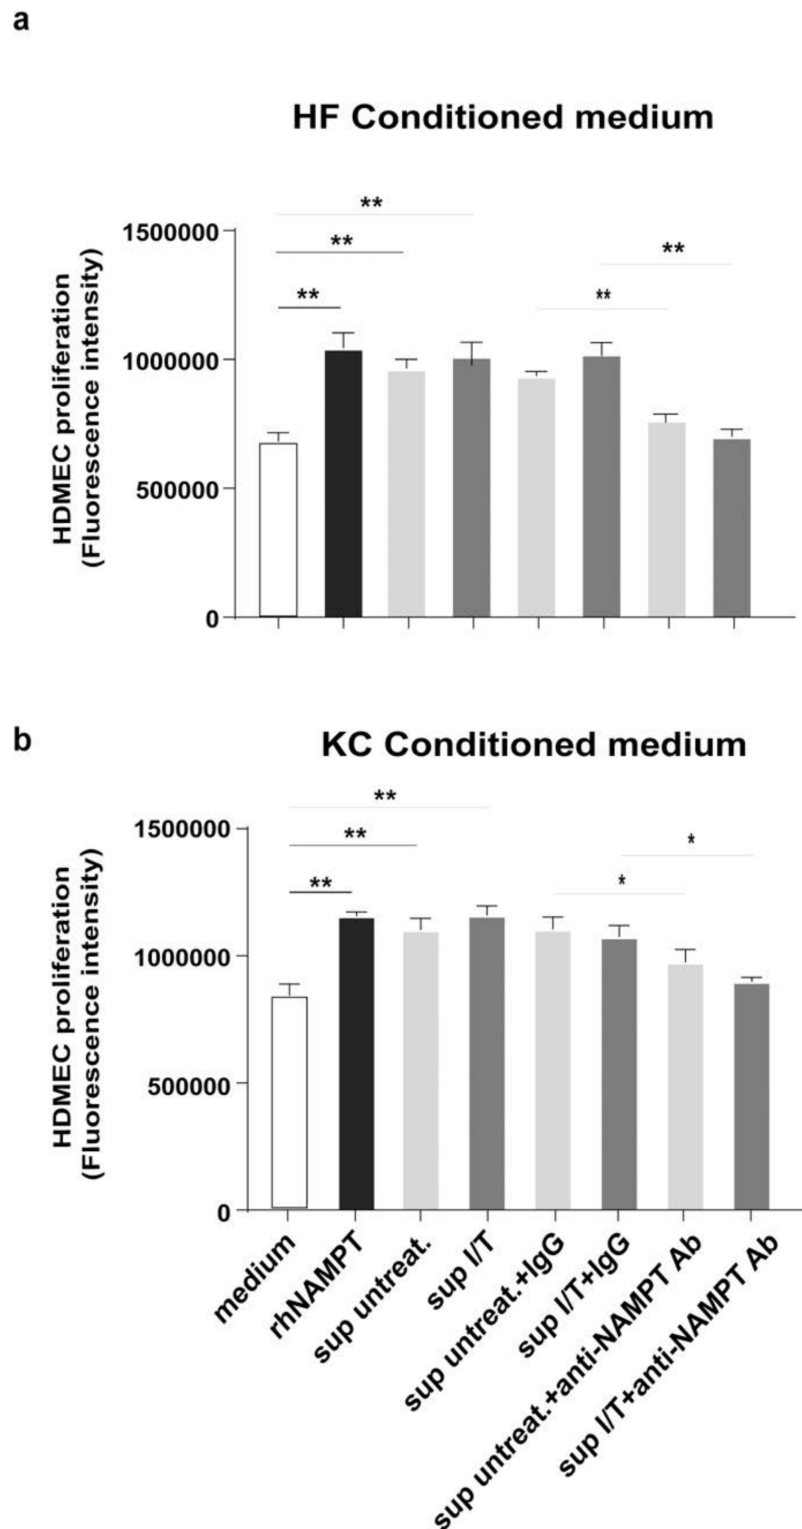 a
HF Conditioned medium
HDMEC proliferation
(Fluorescence intensity)
1500000
1000000
500000
0
**
**
**
**
**
b
KC Conditioned medium
HDMEC proliferation
(Fluorescence intensity)
1500000
1000000
500000
0
**
**
**
*
*
medium
rhNAMPT
sup untreat.
sup I/T
sup untreat.+IgG
sup I/T+IgG
sup untreat.+anti-NAMPT Ab
sup I/T+anti-NAMPT Ab